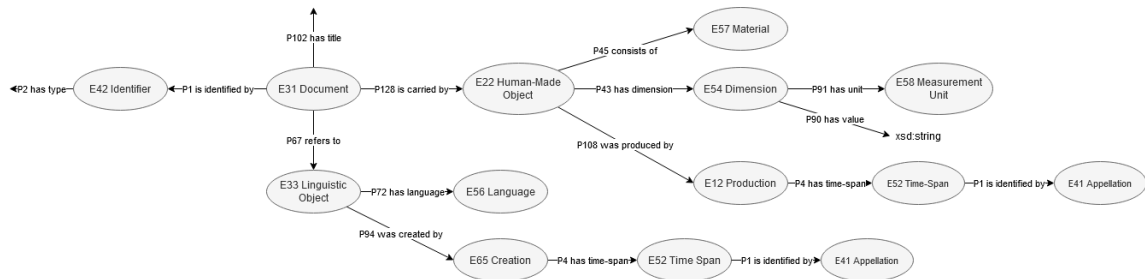 P102 has title
E57 Material
P45 consists of
P2 has type
E42 Identifier
P1 is identified by
E31 Document
P128 is carried by
E22 Human-Made
Object
P43 has dimension
E54 Dimension
P91 has unit
E58 Measurement
Unit
P90 has value
xsd:string
P67 refers to
P108 was produced by
E33 Linguistic
Object
P72 has language
E56 Language
E12 Production
P4 has time-span
E52 Time-Span
P1 is identified by
E41 Appellation
P94 was created by
E65 Creation
P4 has time-span
E52 Time Span
P1 is identified by
E41 Appellation